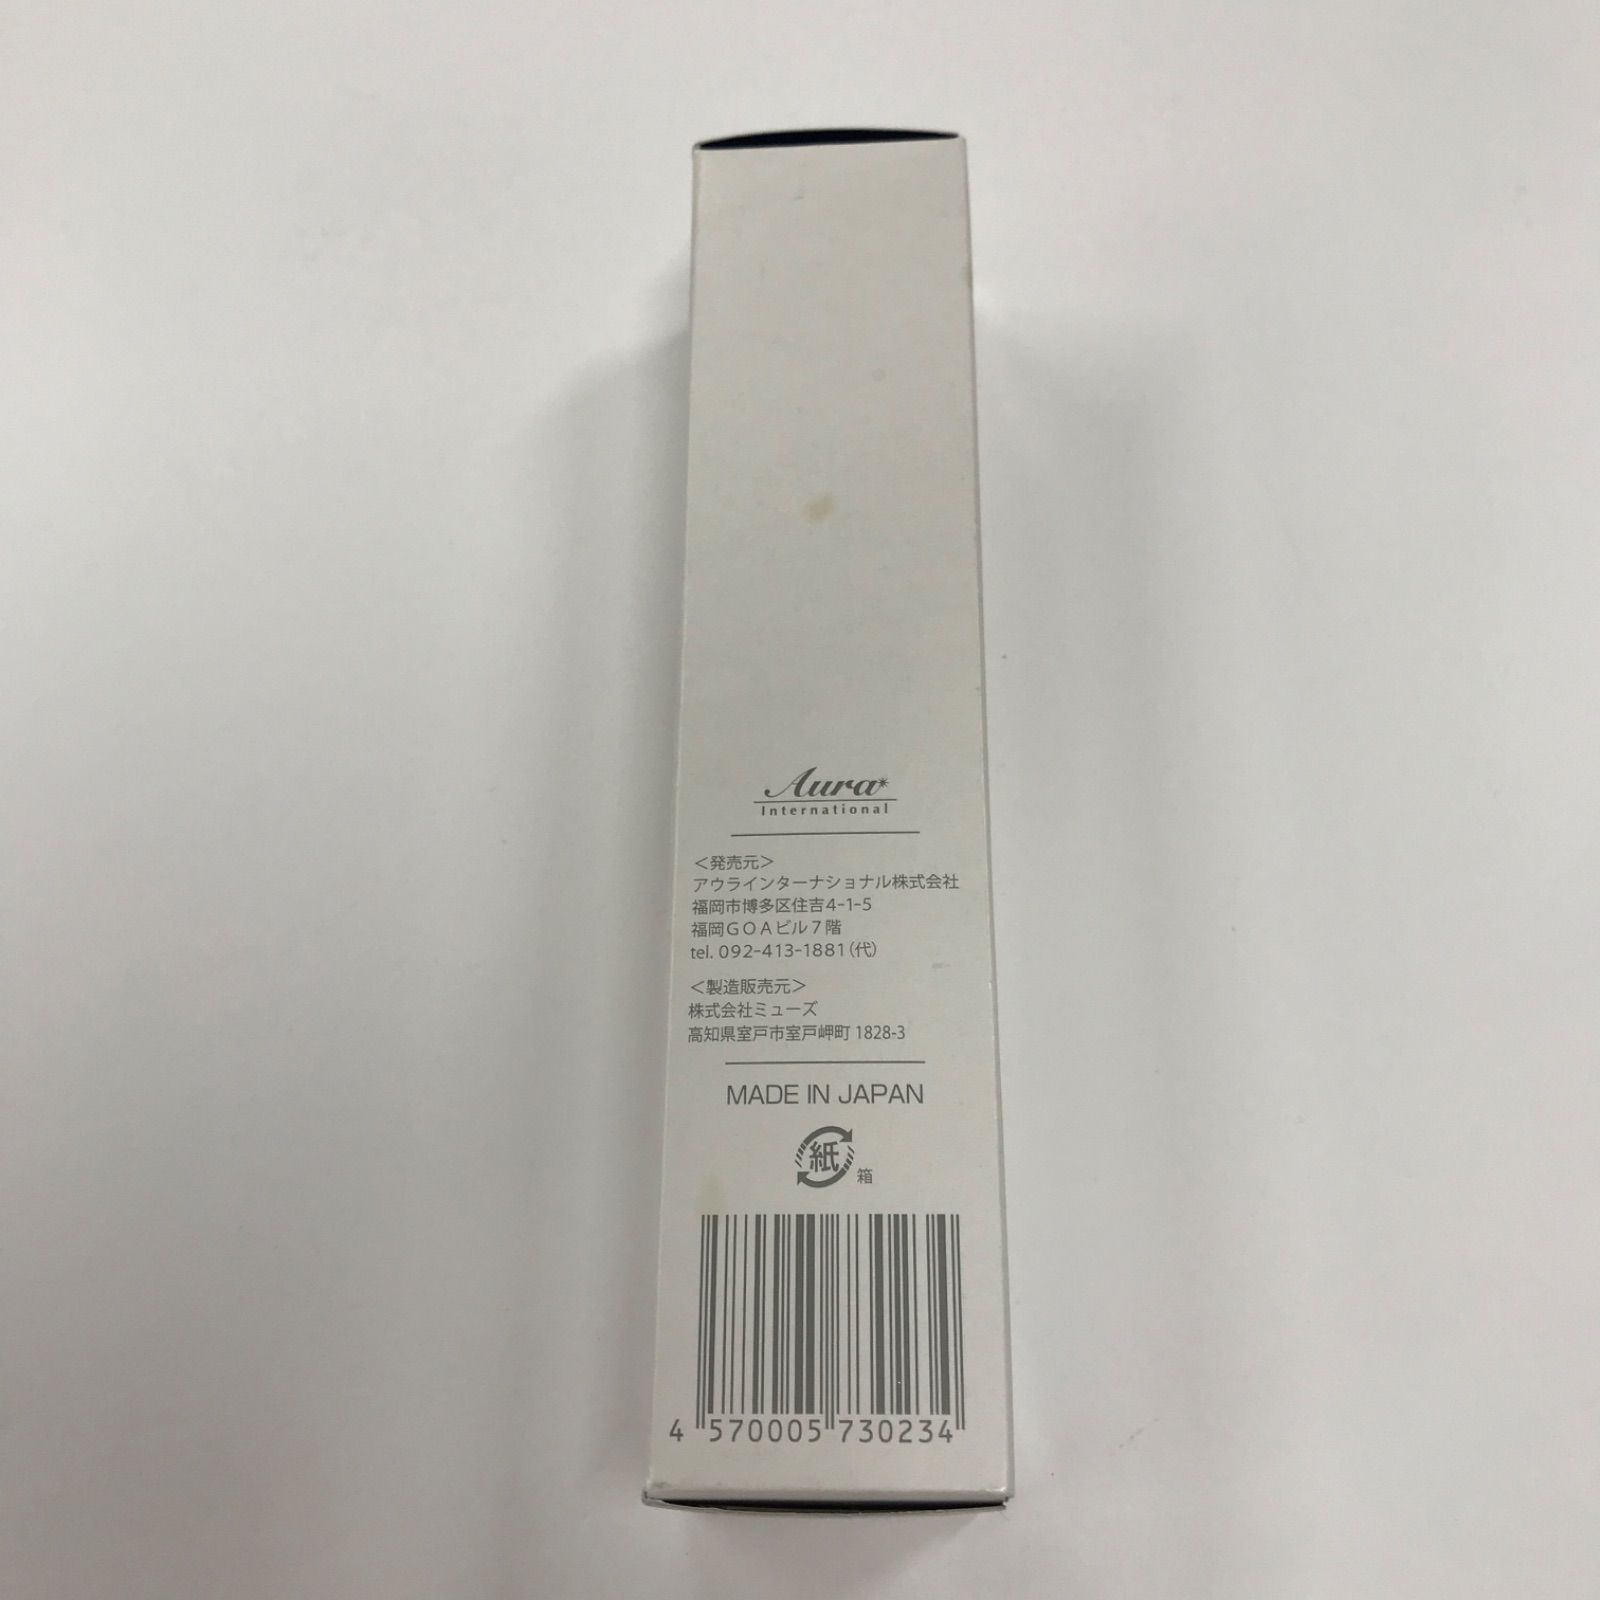 Aura
International
＜発売元＞
アウラインターナショナル株式会社
福岡市博多区住吉4-1-5
福岡GOAビル7階
tel. 092-413-1881（代）
＜製造販売元＞
株式会社ミューズ
高知県室戸市室戸岬町 1828-3
MADE IN JAPAN
紙
箱
4 570005 730234